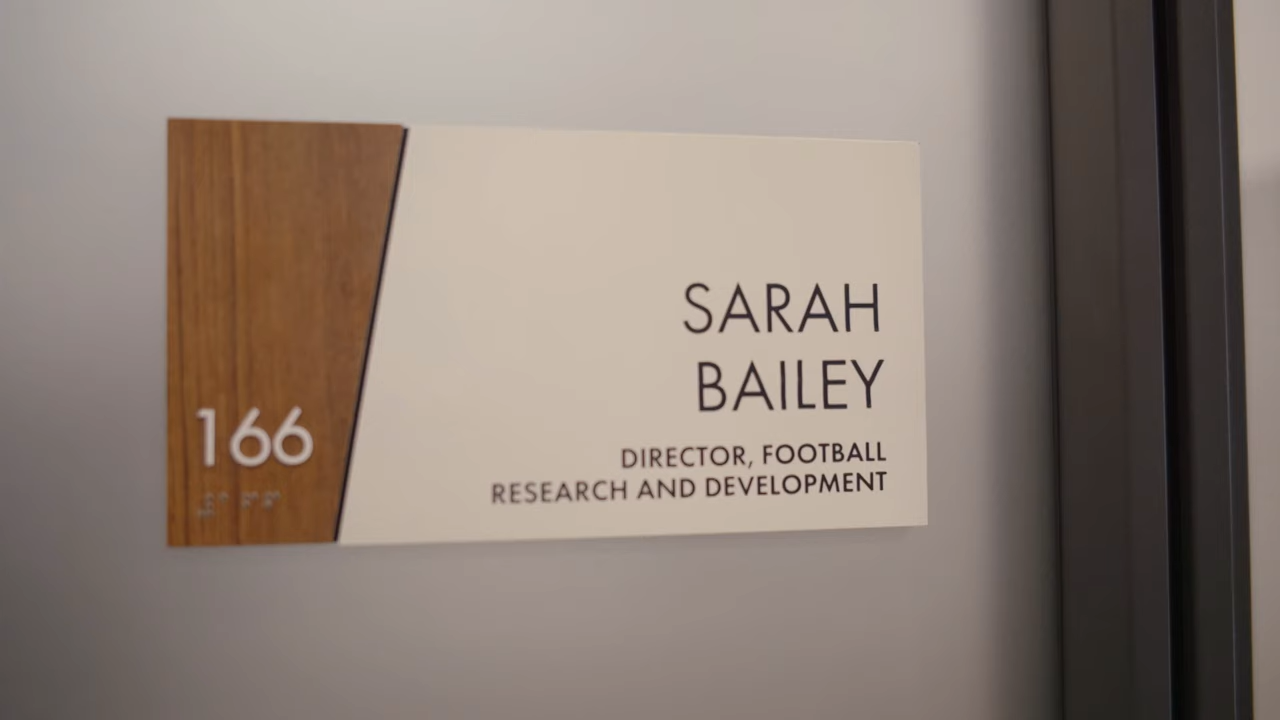 SARAH
BAILEY
DIRECTOR, FOOTBALL
RESEARCH AND DEVELOPMENT
166